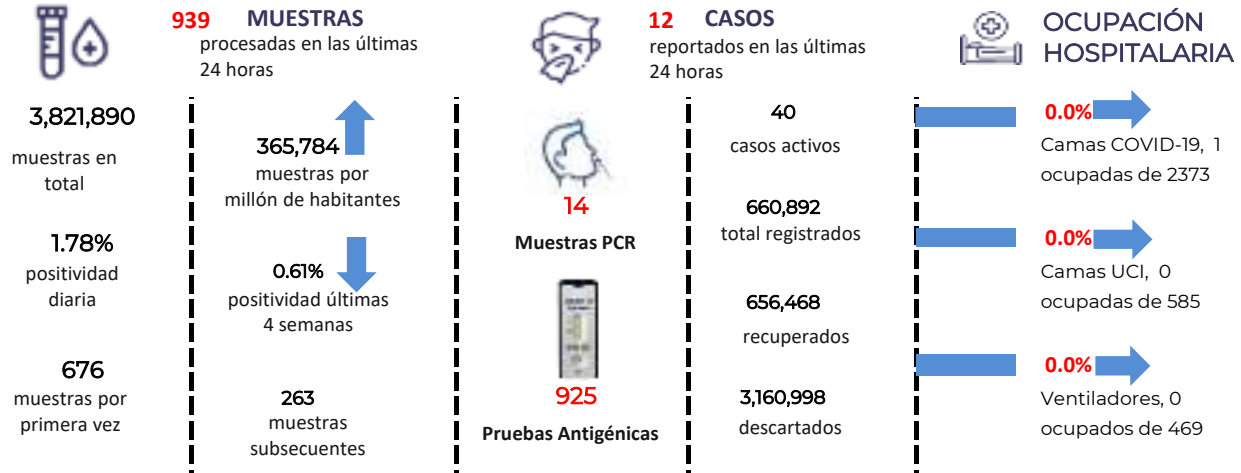 939 MUESTRAS
procesadas en las últimas
24 horas
3,821,890
muestras en
total
1.78%
positividad
diaria
676
muestras por
primera vez
365,784
muestras por
millón de habitantes
0.61%
positividad últimas
4 semanas
263
muestras
subsecuentes
14
Muestras PCR
925
Pruebas Antigénicas
12 CASOS
reportados en las últimas
24 horas
40
casos activos
660,892
total registrados
656,468
recuperados
3,160,998
descartados
OCUPACIÓN
HOSPITALARIA
0.0%
Camas COVID-19, 1
ocupadas de 2373
0.0%
Camas UCI, 0
ocupadas de 585
0.0%
Ventiladores, 0
ocupados de 469